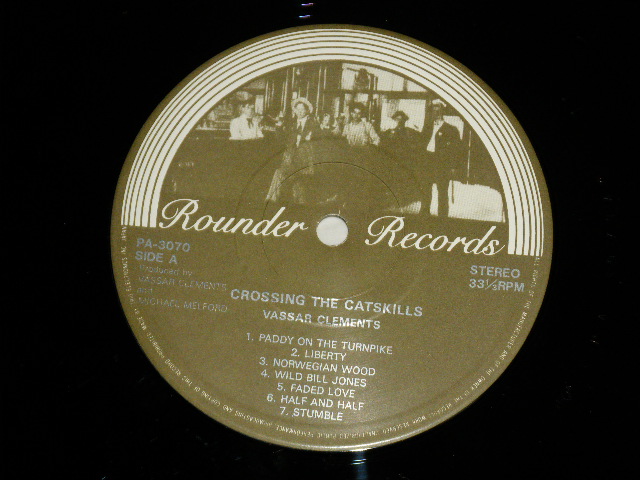 Rounder Records
PA-3070
SIDE A
Produced by
VASSAR CLEMENTS
and
MICHAEL MELFORD
STEREO
33⅓RPM
CROSSING THE CATSKILLS
VASSAR CLEMENTS
1. PADDY ON THE TURNPIKE
2. LIBERTY
3. NORWEGIAN WOOD
4. WILD BILL JONES
5. FADED LOVE
6. HALF AND HALF
7. STUMBLE